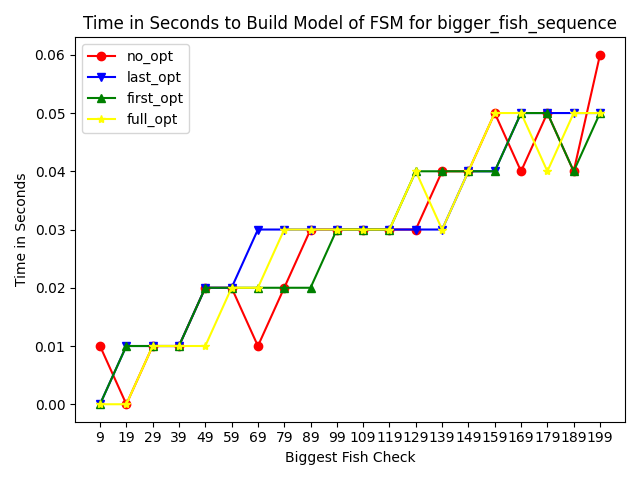 Time in Seconds to Build Model of FSM for bigger_fish_sequence
no_opt
last_opt
first_opt
full_opt
0.06
0.05
0.04
0.03
0.02
0.01
0.00
Time in Seconds
9 19 29 39 49 59 69 79 89 99 109 119 129 139 149 159 169 179 189 199
Biggest Fish Check